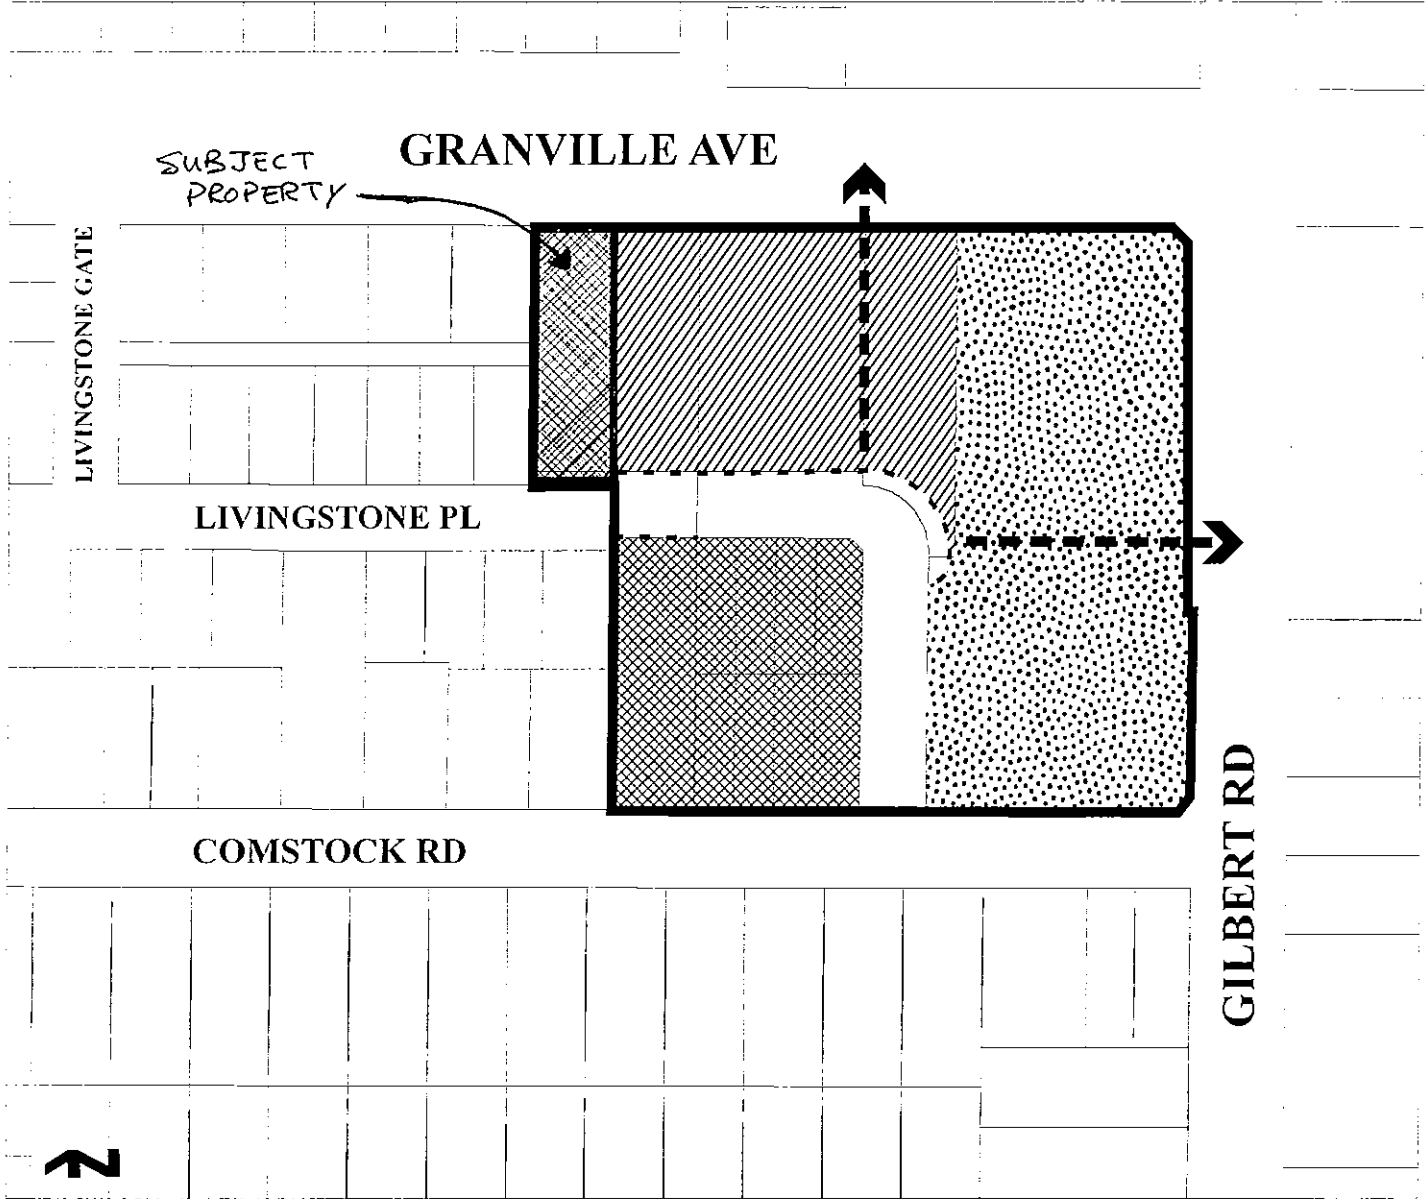 GRANVILLE AVE
SUBJECT
PROPERTY
LIVINGSTONE GATE
LIVINGSTONE PL
COMSTOCK RD
GILBERT RD
N